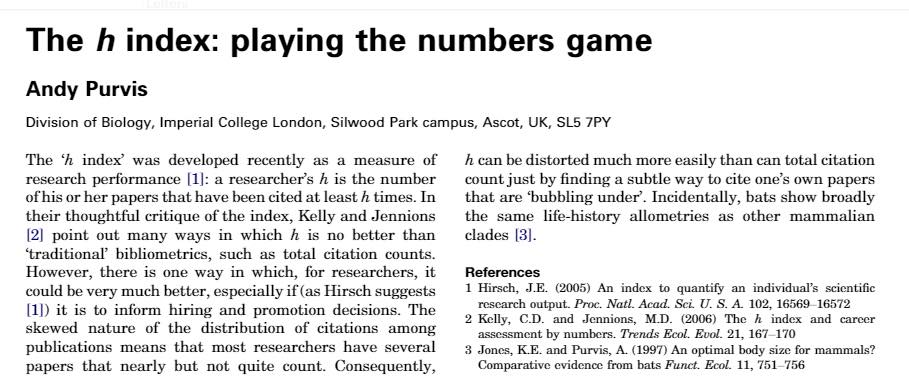 Letters
The h index: playing the numbers game
Andy Purvis
Division of Biology, Imperial College London, Silwood Park campus, Ascot, UK, SL5 7PY
The ‘h index’ was developed recently as a measure of
research performance [1]: a researcher’s h is the number
of his or her papers that have been cited at least h times. In
their thoughtful critique of the index, Kelly and Jennions
[2] point out many ways in which h is no better than
‘traditional’ bibliometrics, such as total citation counts.
However, there is one way in which, for researchers, it
could be very much better, especially if (as Hirsch suggests
[1]) it is to inform hiring and promotion decisions. The
skewed nature of the distribution of citations among
publications means that most researchers have several
papers that nearly but not quite count. Consequently,
h can be distorted much more easily than can total citation
count just by finding a subtle way to cite one’s own papers
that are ‘bubbling under’. Incidentally, bats show broadly
the same life-history allometries as other mammalian
clades [3].
References
1 Hirsch, J.E. (2005) An index to quantify an individual’s scientific
research output. Proc. Natl. Acad. Sci. U. S. A. 102, 16569–16572
2 Kelly, C.D. and Jennions, M.D. (2006) The h index and career
assessment by numbers. Trends Ecol. Evol. 21, 167–170
3 Jones, K.E. and Purvis, A. (1997) An optimal body size for mammals?
Comparative evidence from bats Funct. Ecol. 11, 751–756